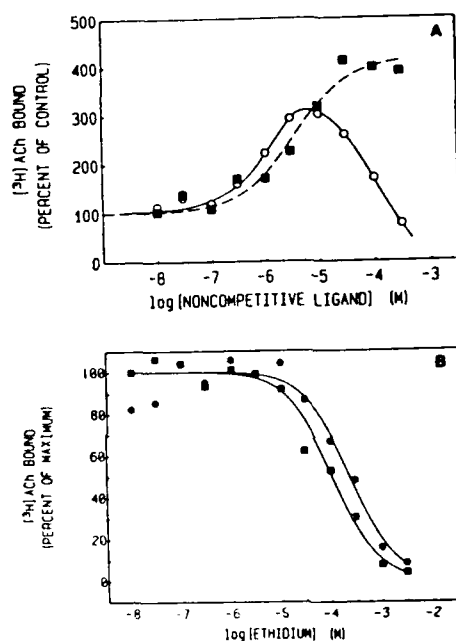 A
[³H]ACh BOUND
(PERCENT OF CONTROL)
500
400
300
200
100
0
-8 -7 -6 -5 -4 -3
log[NONCOMPETITIVE LIGAND] (M)
B
[³H]ACh BOUND
(PERCENT OF MAXIMUM)
100
80
60
40
20
0
-8 -7 -6 -5 -4 -3 -2
log[ETHIDIUM] (M)